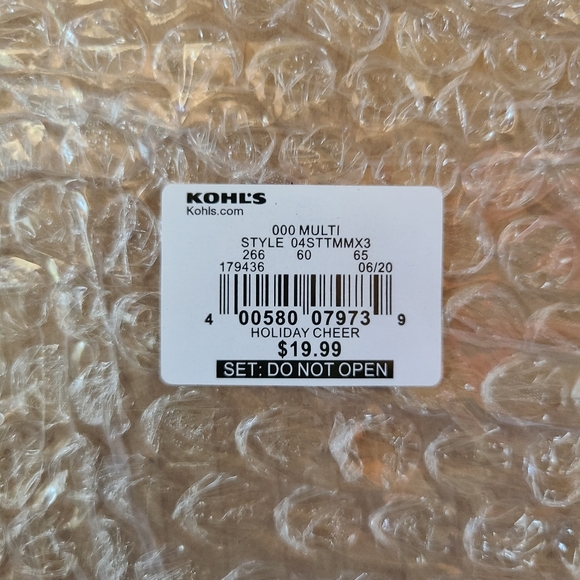 KOHL'S
Kohls.com
000 MULTI
STYLE 04STTMMX3
266 60 65
179436 06/20
4 00580 07973 9
HOLIDAY CHEER
$19.99
SET: DO NOT OPEN